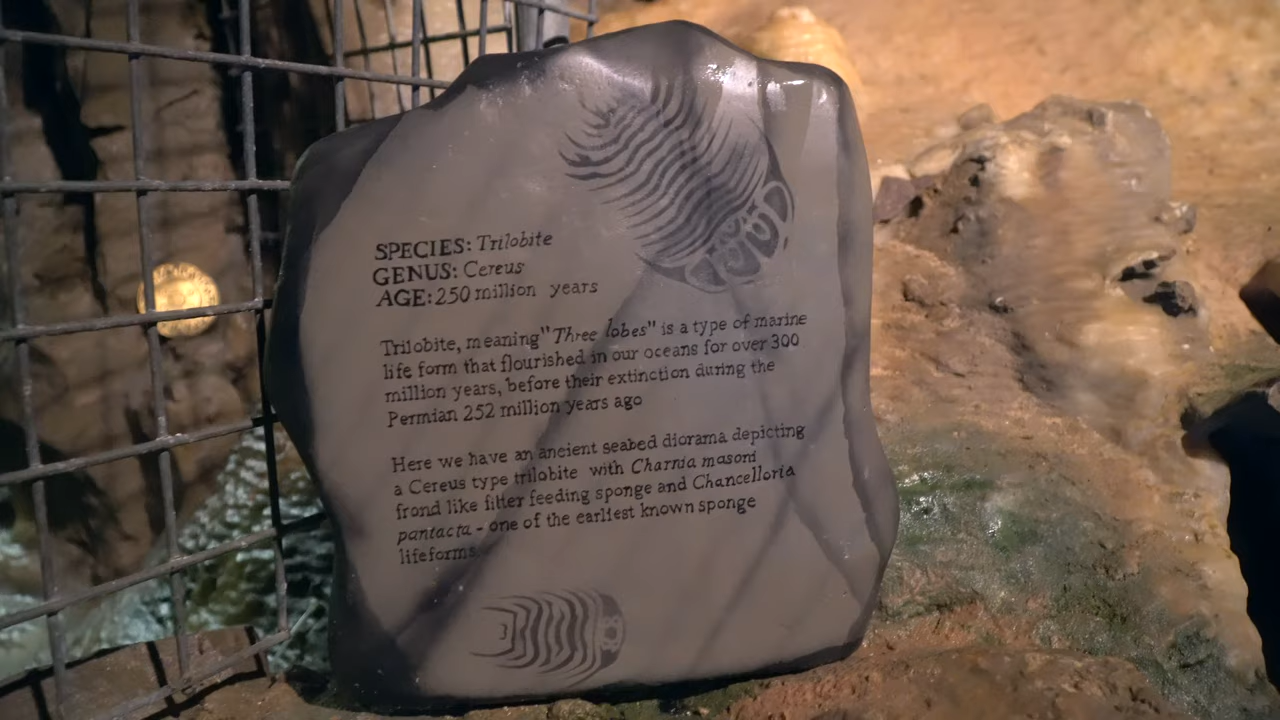 SPECIES: Trilobite
GENUS: Cereus
AGE: 250 million years
Trilobite, meaning "Three lobes" is a type of marine
life form that flourished in our oceans for over 300
million years, before their extinction during the
Permian 252 million years ago
Here we have an ancient seabed diorama depicting
a Cereus type trilobite with Charnia masoni
frond like filter feeding sponge and Chancelloria
pantacta - one of the earliest known sponge
lifeforms